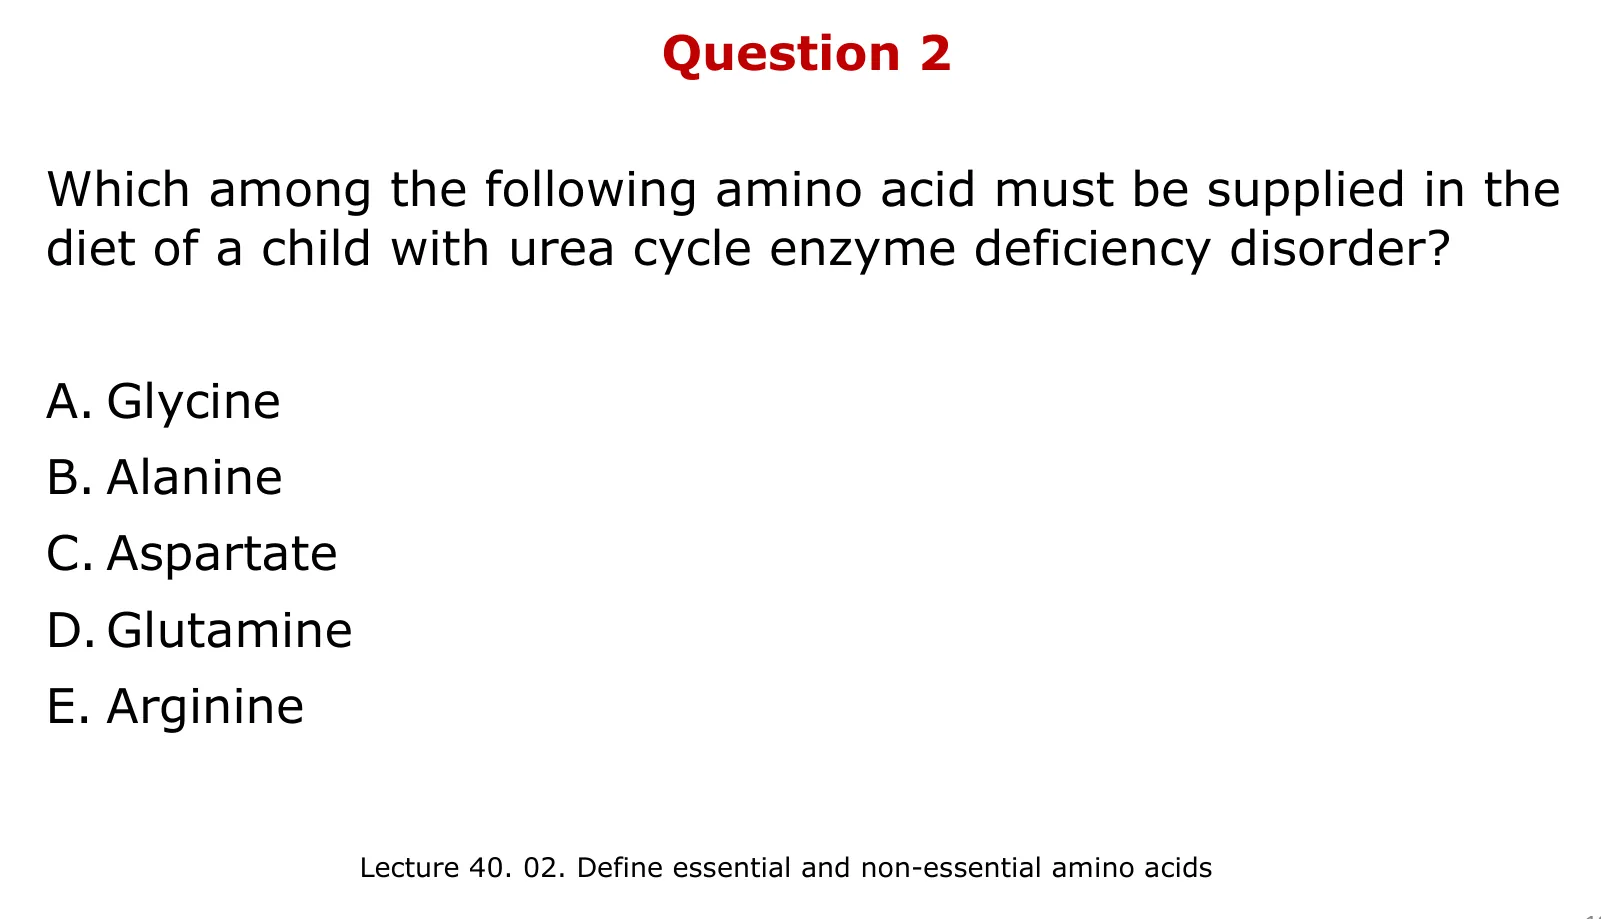 Question 2
Which among the following amino acid must be supplied in the
diet of a child with urea cycle enzyme deficiency disorder?
A. Glycine
B. Alanine
C. Aspartate
D. Glutamine
E. Arginine
Lecture 40. 02. Define essential and non-essential amino acids